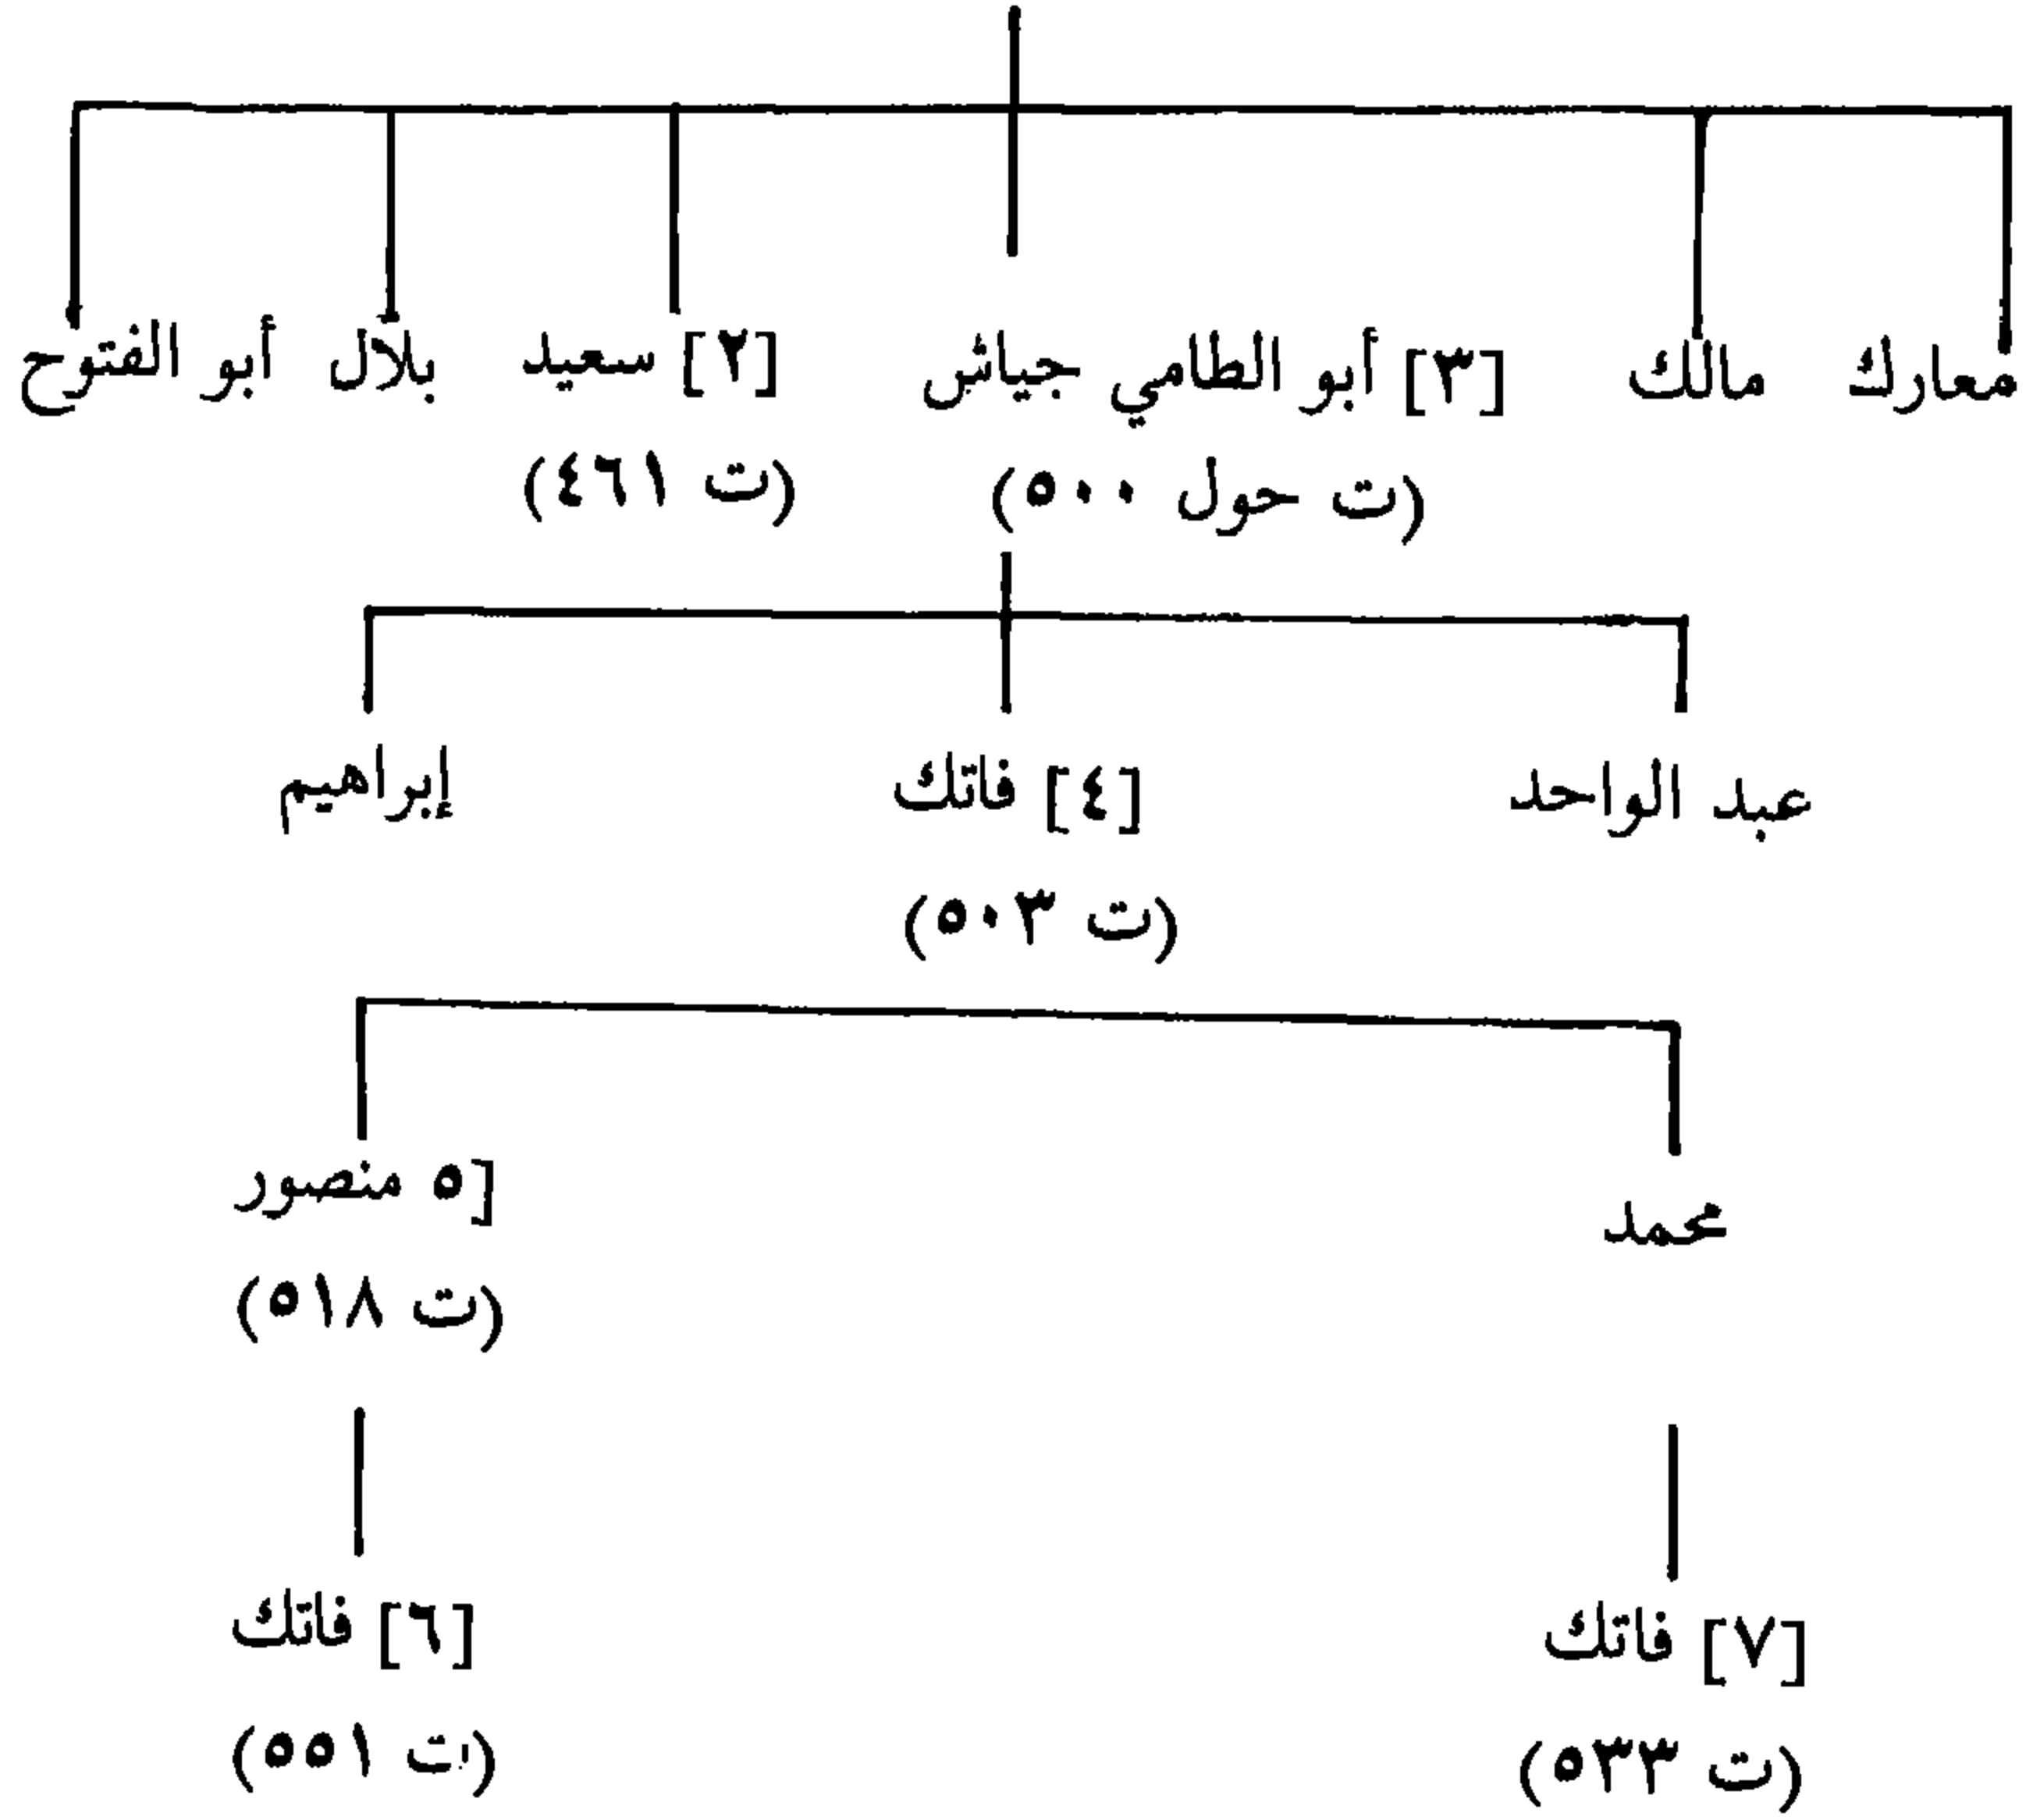 معارك مالك [٣] أبو الطامي جياش [٢] سعيد بلال أبو الفتوح
(ت حول ٥٠٠) (ت ٤٦١)
عبد الواحد [٤] فاتك إبراهيم
(ت ٥٠٣)
محمد [٥ منصور
(ت ٥١٨)
[٧] فاتك [٦] فاتك
(ت ٥٣٣) (ت ٥٥١)